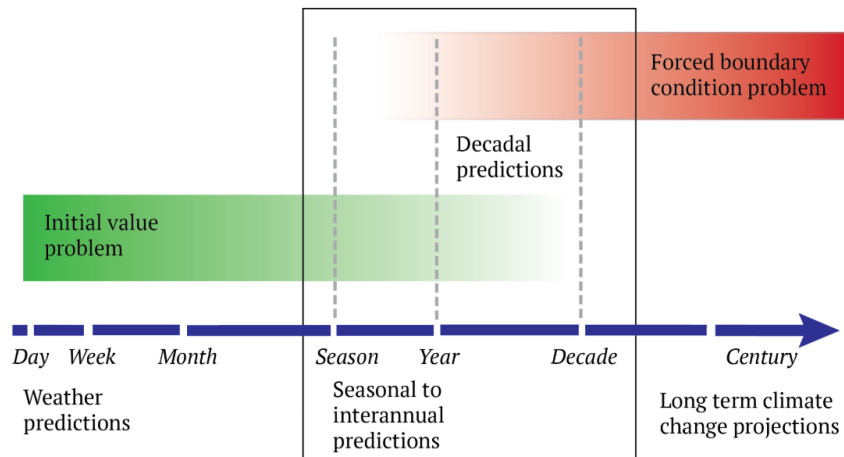 Forced boundary
condition problem
Decadal
predictions
Initial value
problem
Day Week Month Season Year Decade Century
Weather
predictions
Seasonal to
interannual
predictions
Long term climate
change projections